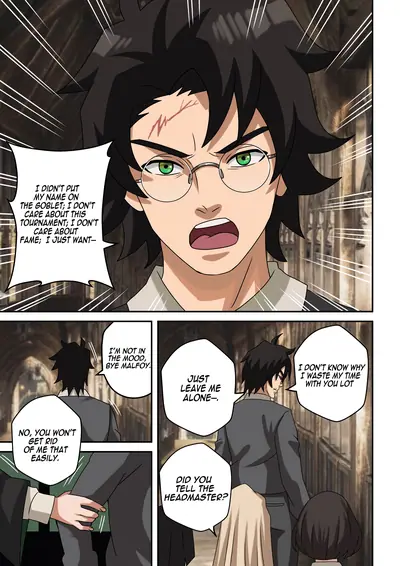 I DIDN'T PUT
MY NAME ON
THE GOBLET; I DON'T
CARE ABOUT THIS
TOURNAMENT; I DON'T
CARE ABOUT
FAME; I JUST WANT–
I'M NOT IN
THE MOOD,
BYE MALFOY.
NO, YOU WON'T
GET RID
OF ME THAT
EASILY.
JUST
LEAVE ME
ALONE–.
I DON'T KNOW WHY
I WASTE MY TIME
WITH YOU LOT
DID YOU
TELL THE
HEADMASTER?